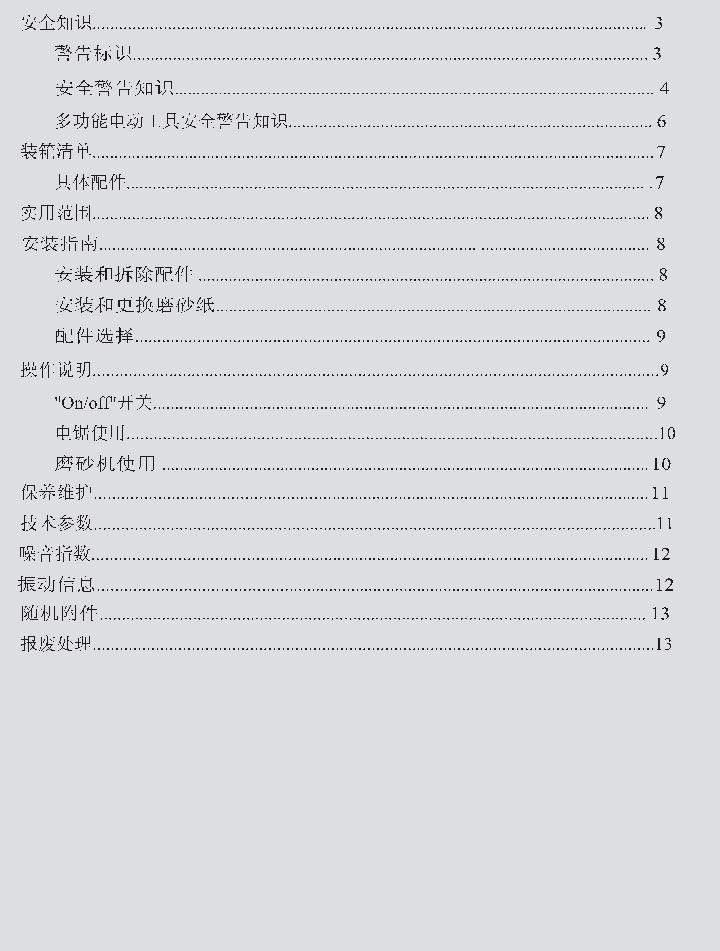 安全知识 3
警告标识 3
安全警告知识 4
多功能电动工具安全警告知识 6
装箱清单 7
具体配件 7
实用范围 8
安装指南 8
安装和拆除配件 8
安装和更换磨砂纸 8
配件选择 9
操作说明 9
"On/off"开关 9
电锯使用 10
磨砂机使用 10
保养维护 11
技术参数 11
噪音指数 12
振动信息 12
随机附件 13
报废处理 13